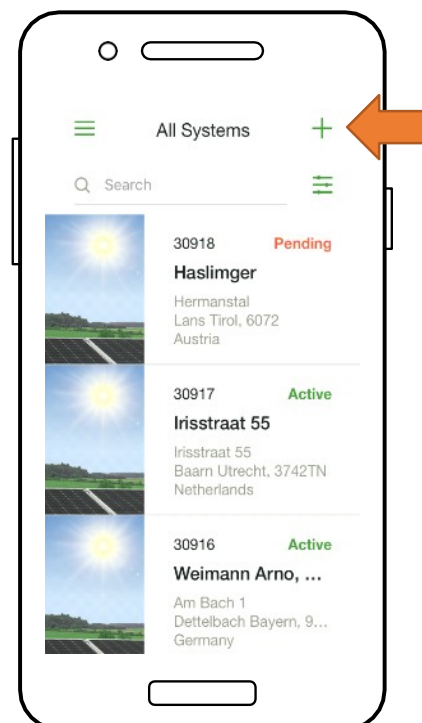 All Systems
Search
30918 Pending
Haslimger
Hermanstal
Lans Tirol, 6072
Austria
30917 Active
Irisstraat 55
Irisstraat 55
Baarn Utrecht, 3742TN
Netherlands
30916 Active
Weimann Arno, ...
Am Bach 1
Dettelbach Bayern, 9...
Germany